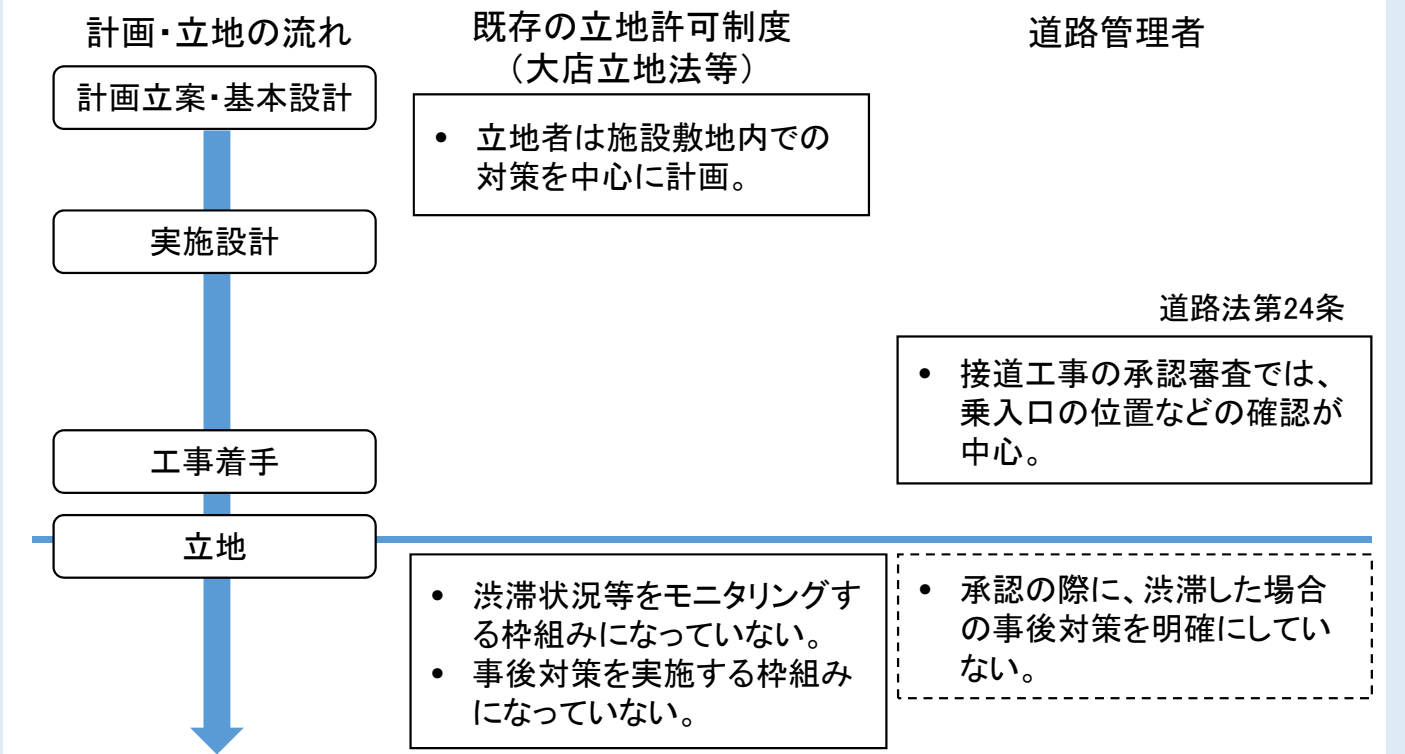 計画・立地の流れ
既存の立地許可制度
（大店立地法等）
道路管理者
計画立案・基本設計
• 立地者は施設敷地内での
対策を中心に計画。
実施設計
道路法第24条
• 接道工事の承認審査では、
乗入口の位置などの確認が
中心。
工事着手
立地
• 渋滞状況等をモニタリングす
る枠組みになっていない。
• 事後対策を実施する枠組み
になっていない。
• 承認の際に、渋滞した場合
の事後対策を明確にしてい
ない。